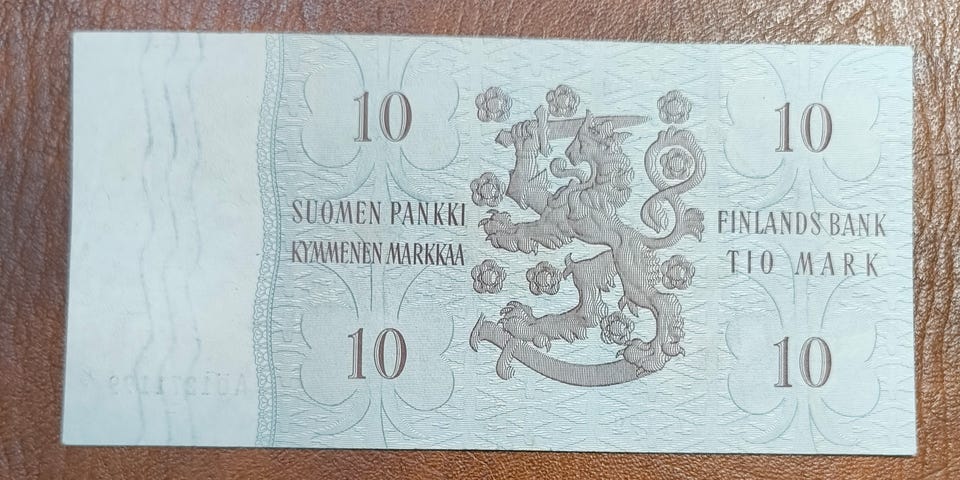 10
10
SUOMEN PANKKI
KYMMENEN MARKKAA
FINLANDS BANK
TIO MARK
10
10